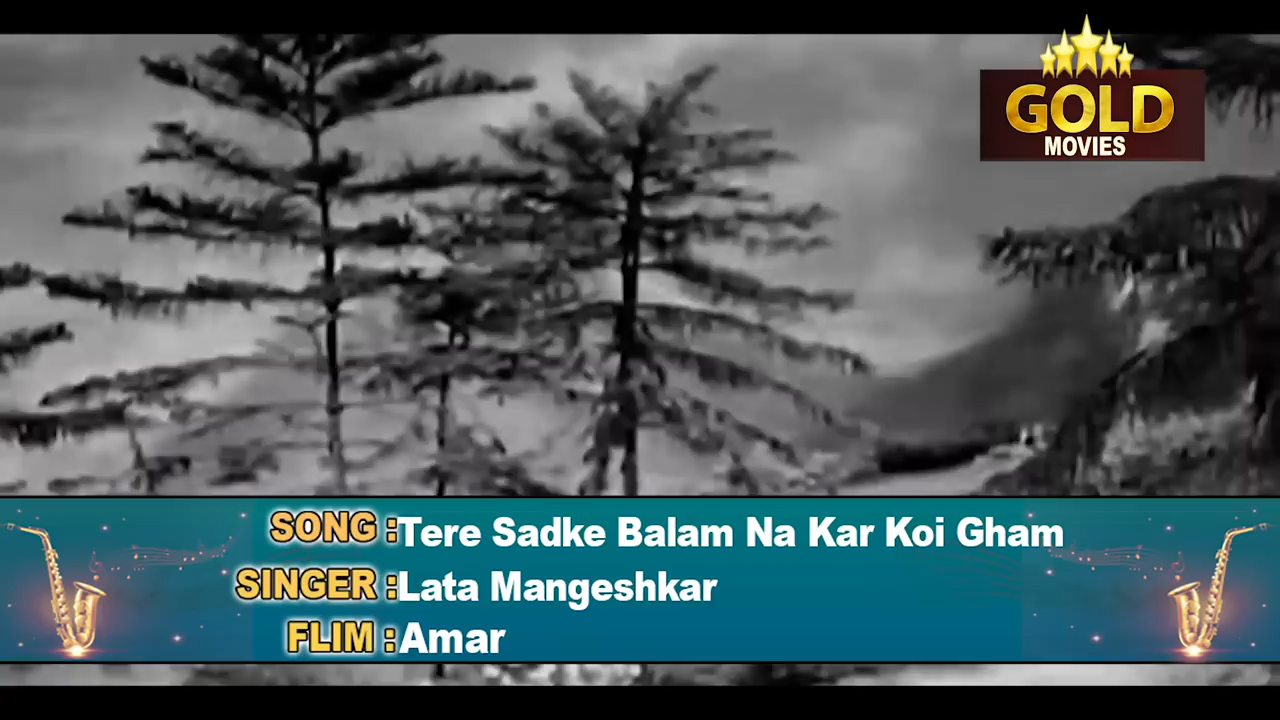 GOLD
MOVIES
SONG :Tere Sadke Balam Na Kar Koi Gham
SINGER :Lata Mangeshkar
FLIM :Amar